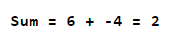 Sum = 6 + -4 = 2